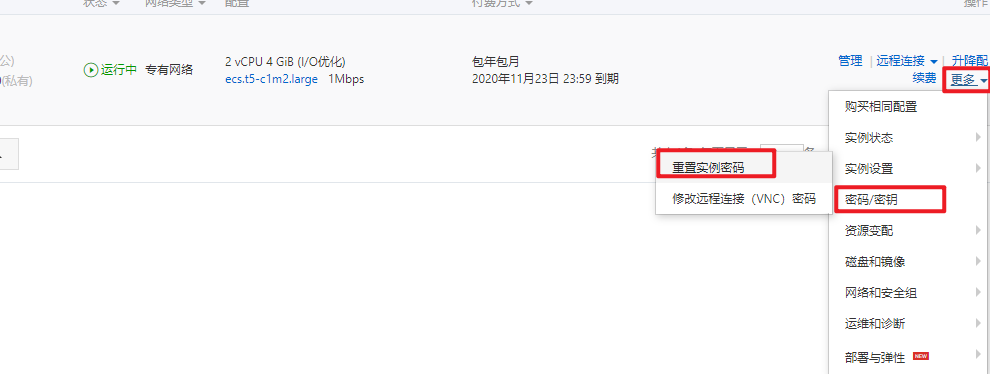 状态 网络类型 配置 付费方式 操作
公)
(私有)
运行中 专有网络
2 vCPU 4 GiB (I/O优化)
ecs.t5-c1m2.large 1Mbps
包年包月
2020年11月23日 23:59 到期
管理 | 远程连接 | 升降配
续费 更多
购买相同配置
实例状态
实例设置
密码/密钥
资源变配
磁盘和镜像
网络和安全组
运维和诊断
部署与弹性 NEW
重置实例密码
修改远程连接（VNC）密码
条